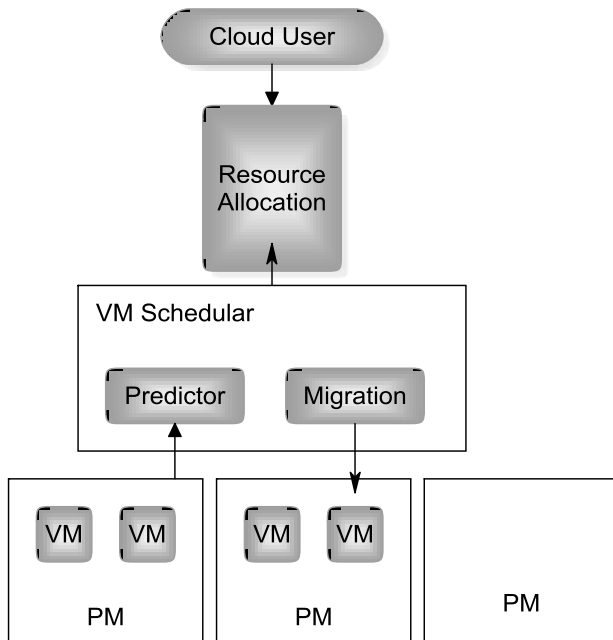 Cloud User
Resource
Allocation
VM Schedular
Predictor
Migration
VM
VM
VM
VM
PM
PM
PM